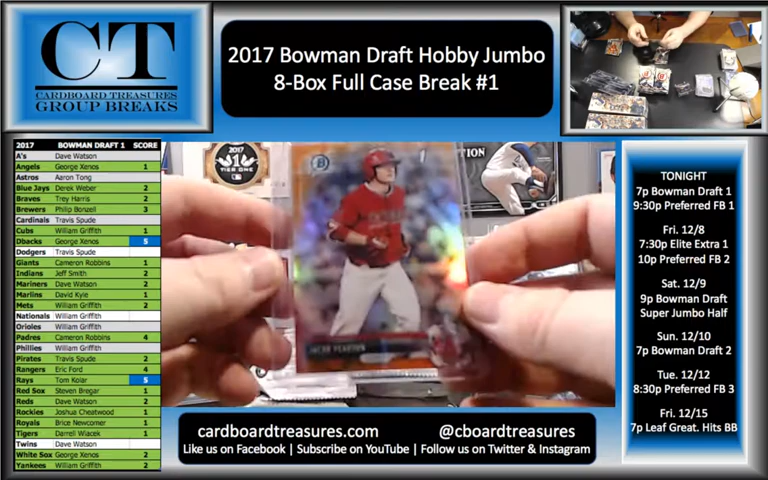 CT
CARDBOARD TREASURES
GROUP BREAKS
2017 Bowman Draft Hobby Jumbo
8-Box Full Case Break #1
2017 BOWMAN DRAFT 1 SCORE
A's Dave Watson
Angels George Xenos 1
Astros Aaron Tong
Blue Jays Derek Weber 2
Braves Trey Harris 2
Brewers Philip Bonzell 3
Cardinals Travis Spude
Cubs William Griffith 1
Dbacks George Xenos 5
Dodgers Travis Spude
Giants Cameron Robbins 1
Indians Jeff Smith 2
Mariners Dave Watson 2
Marlins David Kyle 1
Mets William Griffith 2
Nationals William Griffith
Orioles William Griffith
Padres Cameron Robbins 4
Phillies William Griffith
Pirates Travis Spude 2
Rangers Eric Ford 4
Rays Tom Kolar 5
Red Sox Steven Bregar 1
Reds Dave Watson 2
Rockies Joshua Cheatwood 1
Royals Brice Newcomer 1
Tigers Darrell Wiacek 1
Twins Dave Watson
White Sox George Xenos 2
Yankees William Griffith 2
2017
1
TIER ONE
B
TION
TONIGHT
7p Bowman Draft 1
9:30p Preferred FB 1
Fri. 12/8
7:30p Elite Extra 1
10p Preferred FB 2
Sat. 12/9
9p Bowman Draft
Super Jumbo Half
Sun. 12/10
7p Bowman Draft 2
Tue. 12/12
8:30p Preferred FB 3
Fri. 12/15
7p Leaf Great. Hits BB
cardboardtreasures.com @cboardtreasures
Like us on Facebook | Subscribe on YouTube | Follow us on Twitter & Instagram